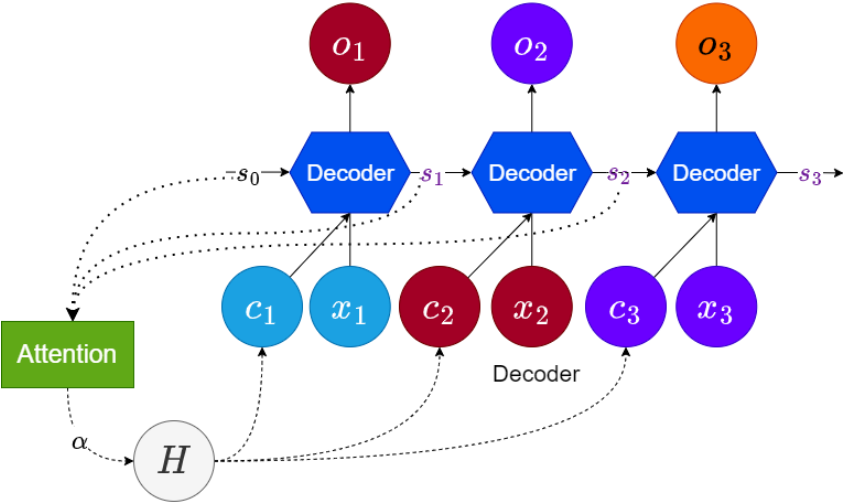 o₁ o₂ o₃
s₀ Decoder s₁ Decoder s₂ Decoder s₃
c₁ x₁ c₂ x₂ c₃ x₃
Attention
Decoder
α
H